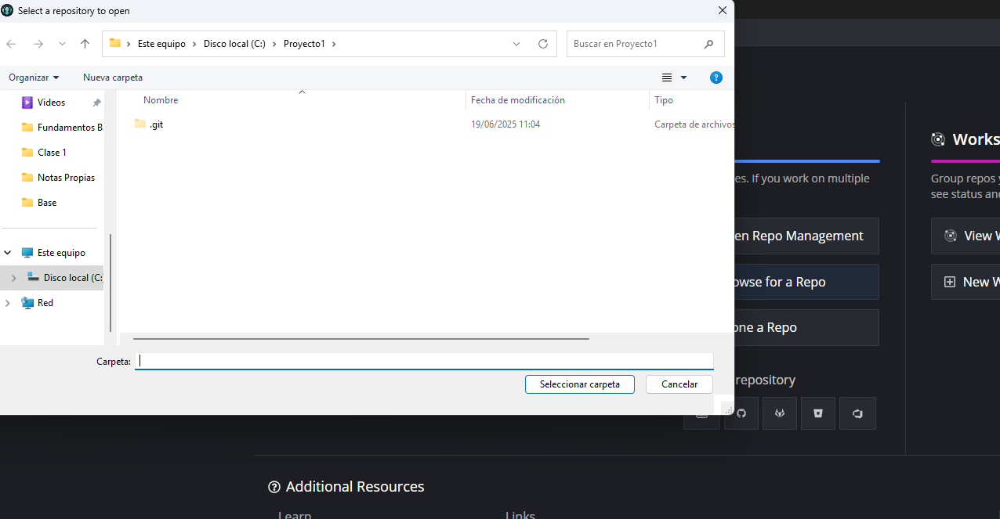 Select a repository to open
Este equipo
Disco local (C:)
Proyecto1
Buscar en Proyecto1
Organizar
Nueva carpeta
Videos
Fundamentos B
Clase 1
Notas Propias
Base
Este equipo
Disco local (C:
Red
Nombre
Fecha de modificación
Tipo
.git
19/06/2025 11:04
Carpeta de archivos
Carpeta:
Seleccionar carpeta
Cancelar
es. If you work on multiple
en Repo Management
owse for a Repo
one a Repo
repository
Works
Group repos
see status and
View W
New W
Additional Resources
Learn
Links